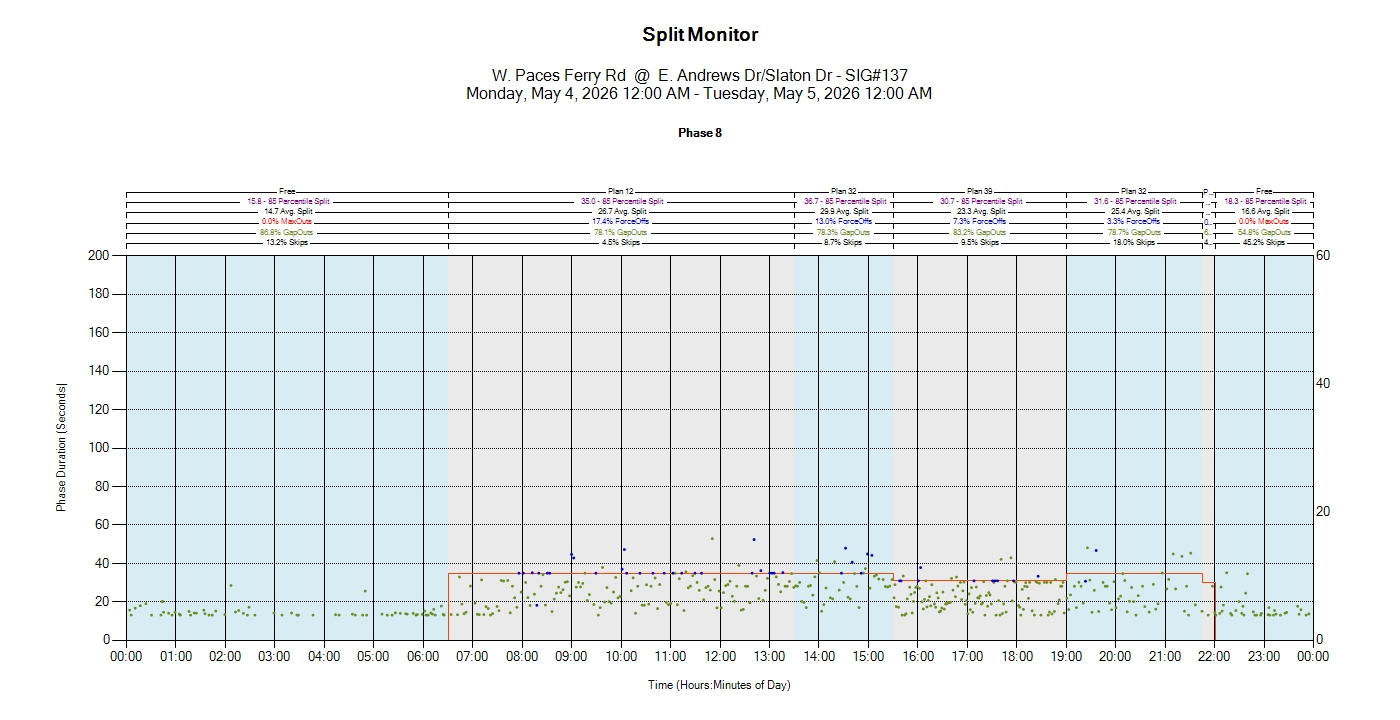 Split Monitor
W. Paces Ferry Rd @ E. Andrews Dr/Slaton Dr - SIG#137
Monday, May 4, 2026 12:00 AM - Tuesday, May 5, 2026 12:00 AM
Phase 8
Free Plan 12 Plan 32 Plan 39 Plan 32 P... Free
15.8 - 85 Percentile Split 35.0 - 85 Percentile Split 36.7 - 85 Percentile Split 30.7 - 85 Percentile Split 31.6 - 85 Percentile Split ... 18.3 - 85 Percentile Split
14.7 Avg. Split 26.7 Avg. Split 29.9 Avg. Split 23.3 Avg. Split 25.4 Avg. Split ... 16.6 Avg. Split
0.0% MaxOuts 17.4% ForceOffs 13.0% ForceOffs 7.3% ForceOffs 3.3% ForceOffs 0... 0.0% MaxOuts
86.8% GapOuts 78.1% GapOuts 78.3% GapOuts 83.2% GapOuts 78.7% GapOuts 6... 54.8% GapOuts
13.2% Skips 4.5% Skips 8.7% Skips 9.5% Skips 18.0% Skips 4... 45.2% Skips
200 60
180
160
140 40
120
100
80
60 20
40
20
0 0
Phase Duration (Seconds)
00:00 01:00 02:00 03:00 04:00 05:00 06:00 07:00 08:00 09:00 10:00 11:00 12:00 13:00 14:00 15:00 16:00 17:00 18:00 19:00 20:00 21:00 22:00 23:00 00:00
Time (Hours:Minutes of Day)